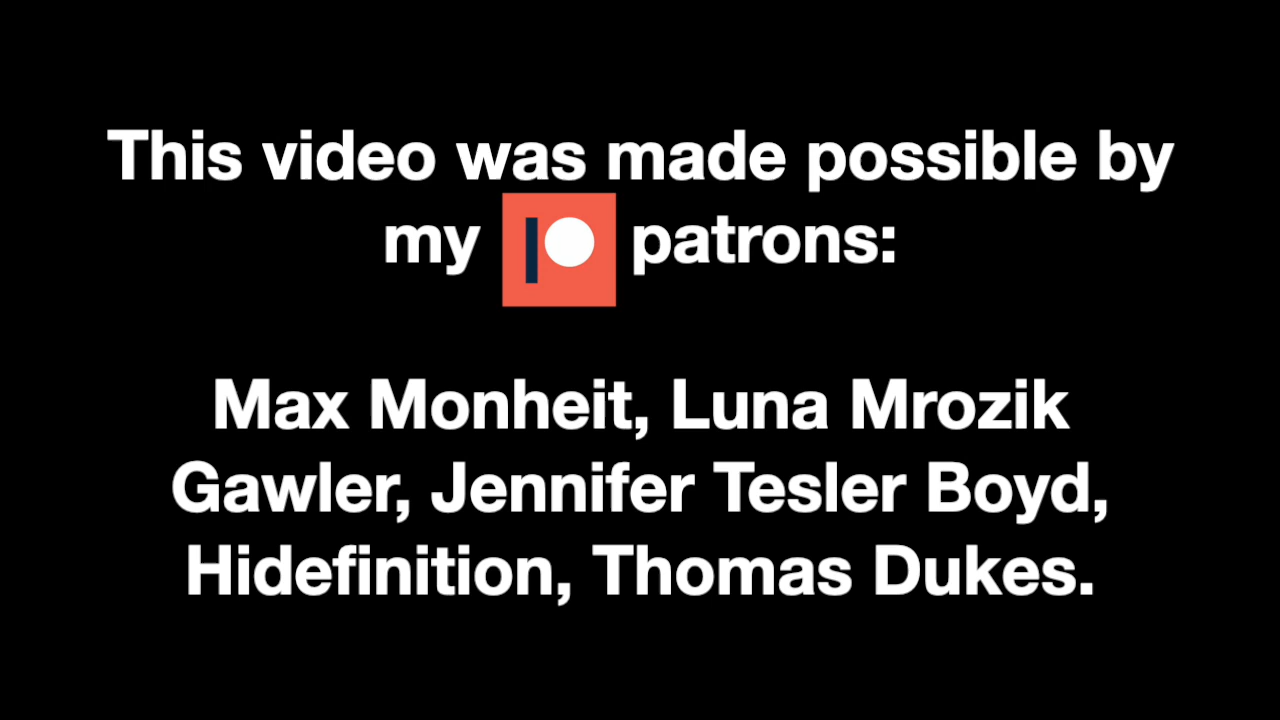 This video was made possible by
my patrons:
Max Monheit, Luna Mrozik
Gawler, Jennifer Tesler Boyd,
Hidefinition, Thomas Dukes.